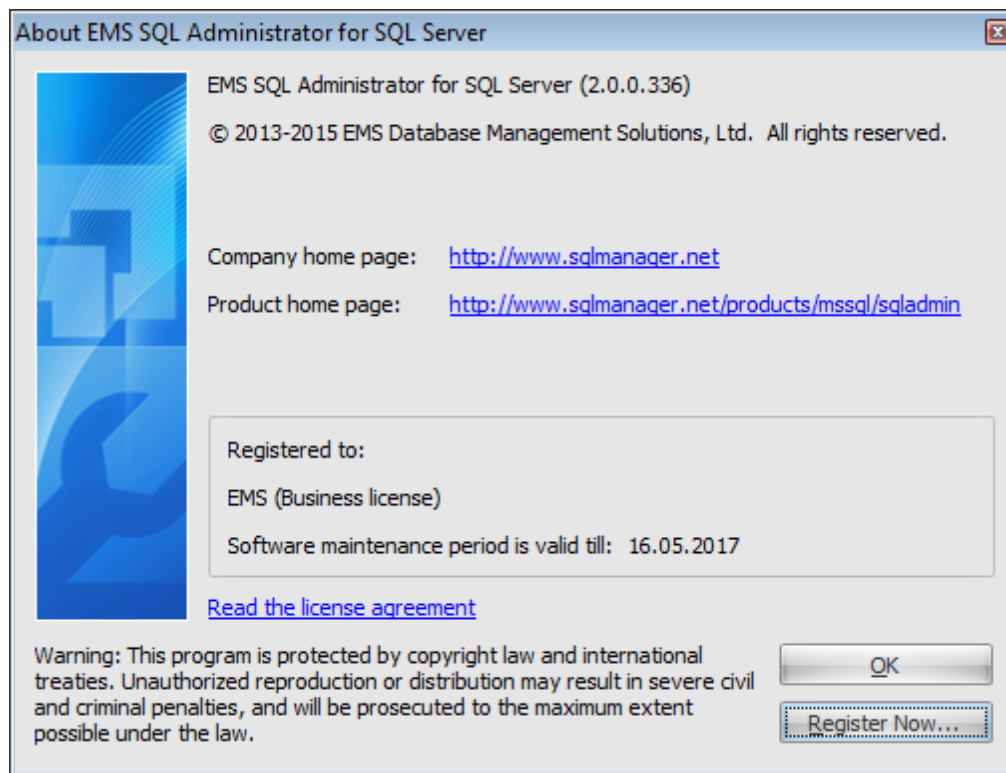 About EMS SQL Administrator for SQL Server
EMS SQL Administrator for SQL Server (2.0.0.336)
© 2013-2015 EMS Database Management Solutions, Ltd.  All rights reserved.
Company home page: http://www.sqlmanager.net
Product home page: http://www.sqlmanager.net/products/mssql/sqladmin
Registered to:
EMS (Business license)
Software maintenance period is valid till: 16.05.2017
Read the license agreement
Warning: This program is protected by copyright law and international
treaties. Unauthorized reproduction or distribution may result in severe civil
and criminal penalties, and will be prosecuted to the maximum extent
possible under the law.
OK
Register Now...